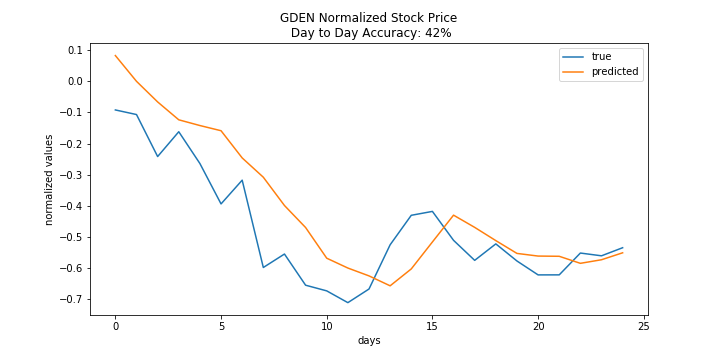 GDEN Normalized Stock Price
Day to Day Accuracy: 42%
true
predicted
normalized values
0.1
0.0
−0.1
−0.2
−0.3
−0.4
−0.5
−0.6
−0.7
0 5 10 15 20 25
days